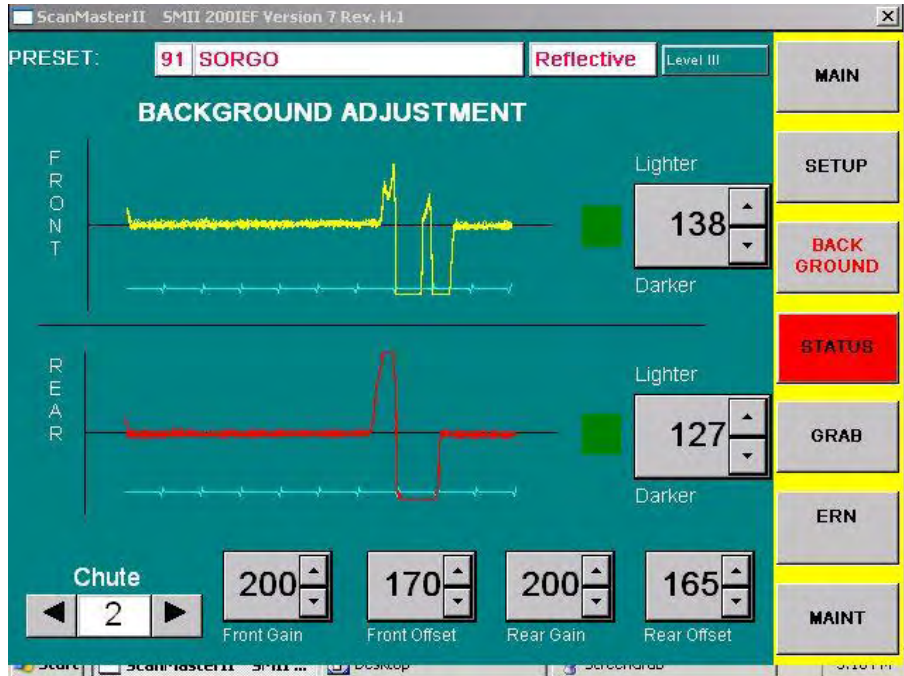 ScanMasterII SMII 200IEF Version 7 Rev. H.1
PRESET: 91 SORGO Reflective Level III
BACKGROUND ADJUSTMENT
FRONT
Lighter
138
Darker
REAR
Lighter
127
Darker
Chute
2
200
Front Gain
170
Front Offset
200
Rear Gain
165
Rear Offset
MAIN
SETUP
BACK
GROUND
STATUS
GRAB
ERN
MAINT
Start ScanMasterII - SMII ... Desktop ScreenGrab